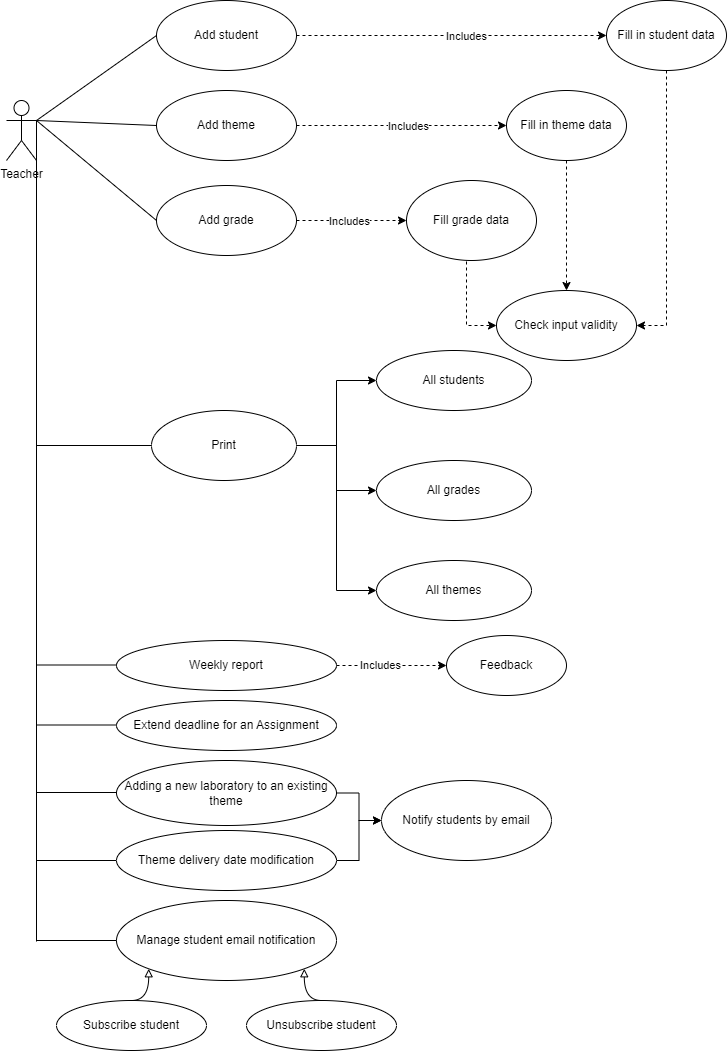 Add student
Includes
Fill in student data
Add theme
Includes
Fill in theme data
Teacher
Add grade
Includes
Fill grade data
Check input validity
All students
Print
All grades
All themes
Weekly report
Includes
Feedback
Extend deadline for an Assignment
Adding a new laboratory to an existing
theme
Notify students by email
Theme delivery date modification
Manage student email notification
Subscribe student
Unsubscribe student